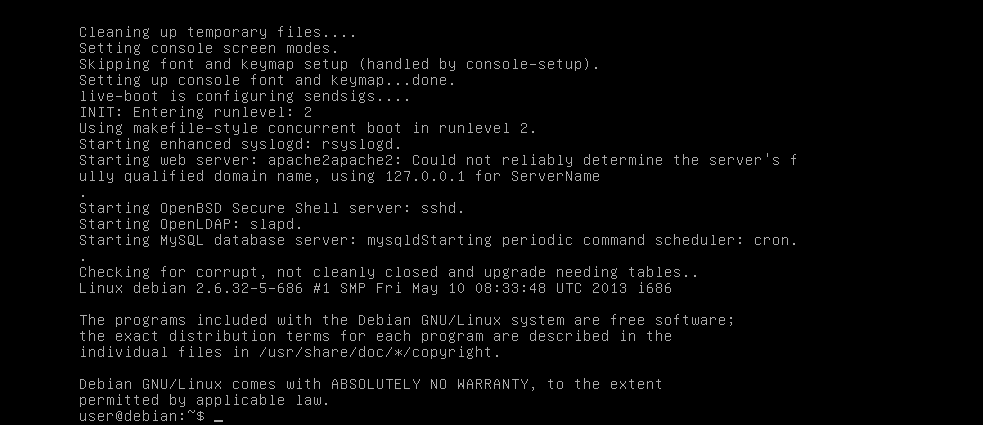 Cleaning up temporary files....
Setting console screen modes.
Skipping font and keymap setup (handled by console-setup).
Setting up console font and keymap...done.
live-boot is configuring sendsigs....
INIT: Entering runlevel: 2
Using makefile-style concurrent boot in runlevel 2.
Starting enhanced syslogd: rsyslogd.
Starting web server: apache2apache2: Could not reliably determine the server's f
ully qualified domain name, using 127.0.0.1 for ServerName
.
Starting OpenBSD Secure Shell server: sshd.
Starting OpenLDAP: slapd.
Starting MySQL database server: mysqldStarting periodic command scheduler: cron.
.
Checking for corrupt, not cleanly closed and upgrade needing tables..
Linux debian 2.6.32-5-686 #1 SMP Fri May 10 08:33:48 UTC 2013 i686

The programs included with the Debian GNU/Linux system are free software;
the exact distribution terms for each program are described in the
individual files in /usr/share/doc/*/copyright.

Debian GNU/Linux comes with ABSOLUTELY NO WARRANTY, to the extent
permitted by applicable law.
user@debian:~$ _